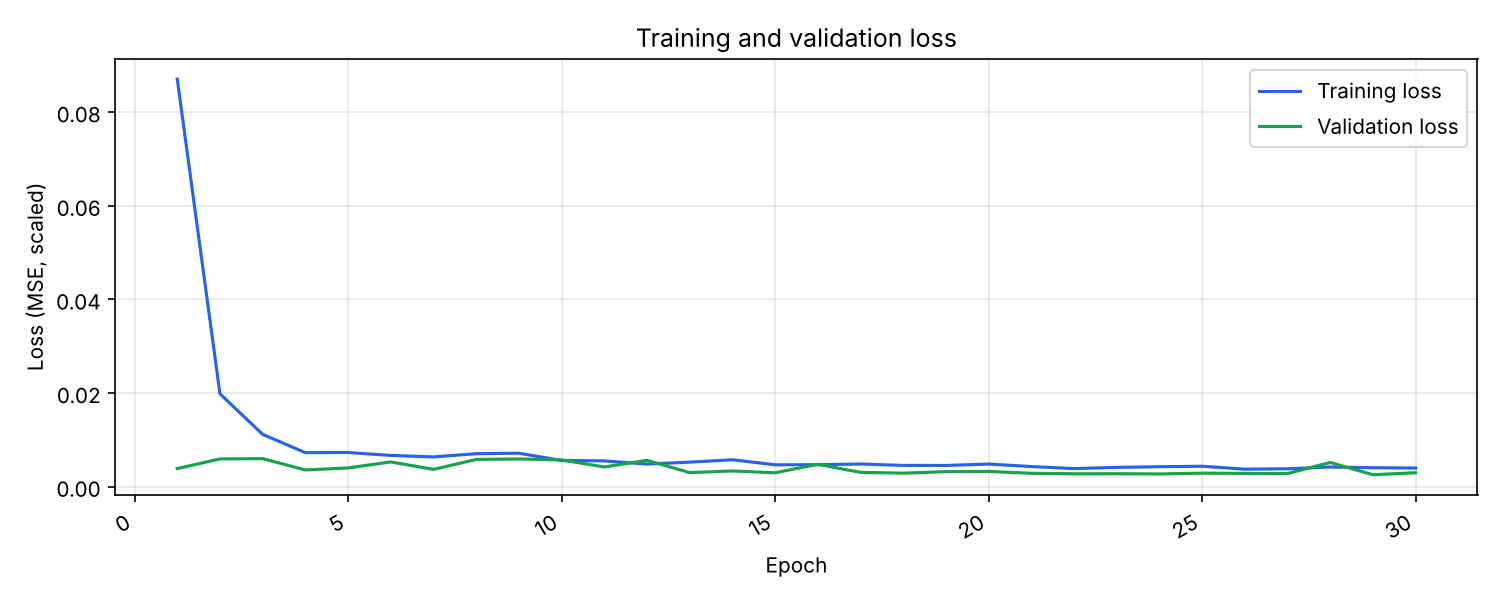 Training and validation loss
Training loss
Validation loss
Loss (MSE, scaled)
0.08
0.06
0.04
0.02
0.00
0 5 10 15 20 25 30
Epoch